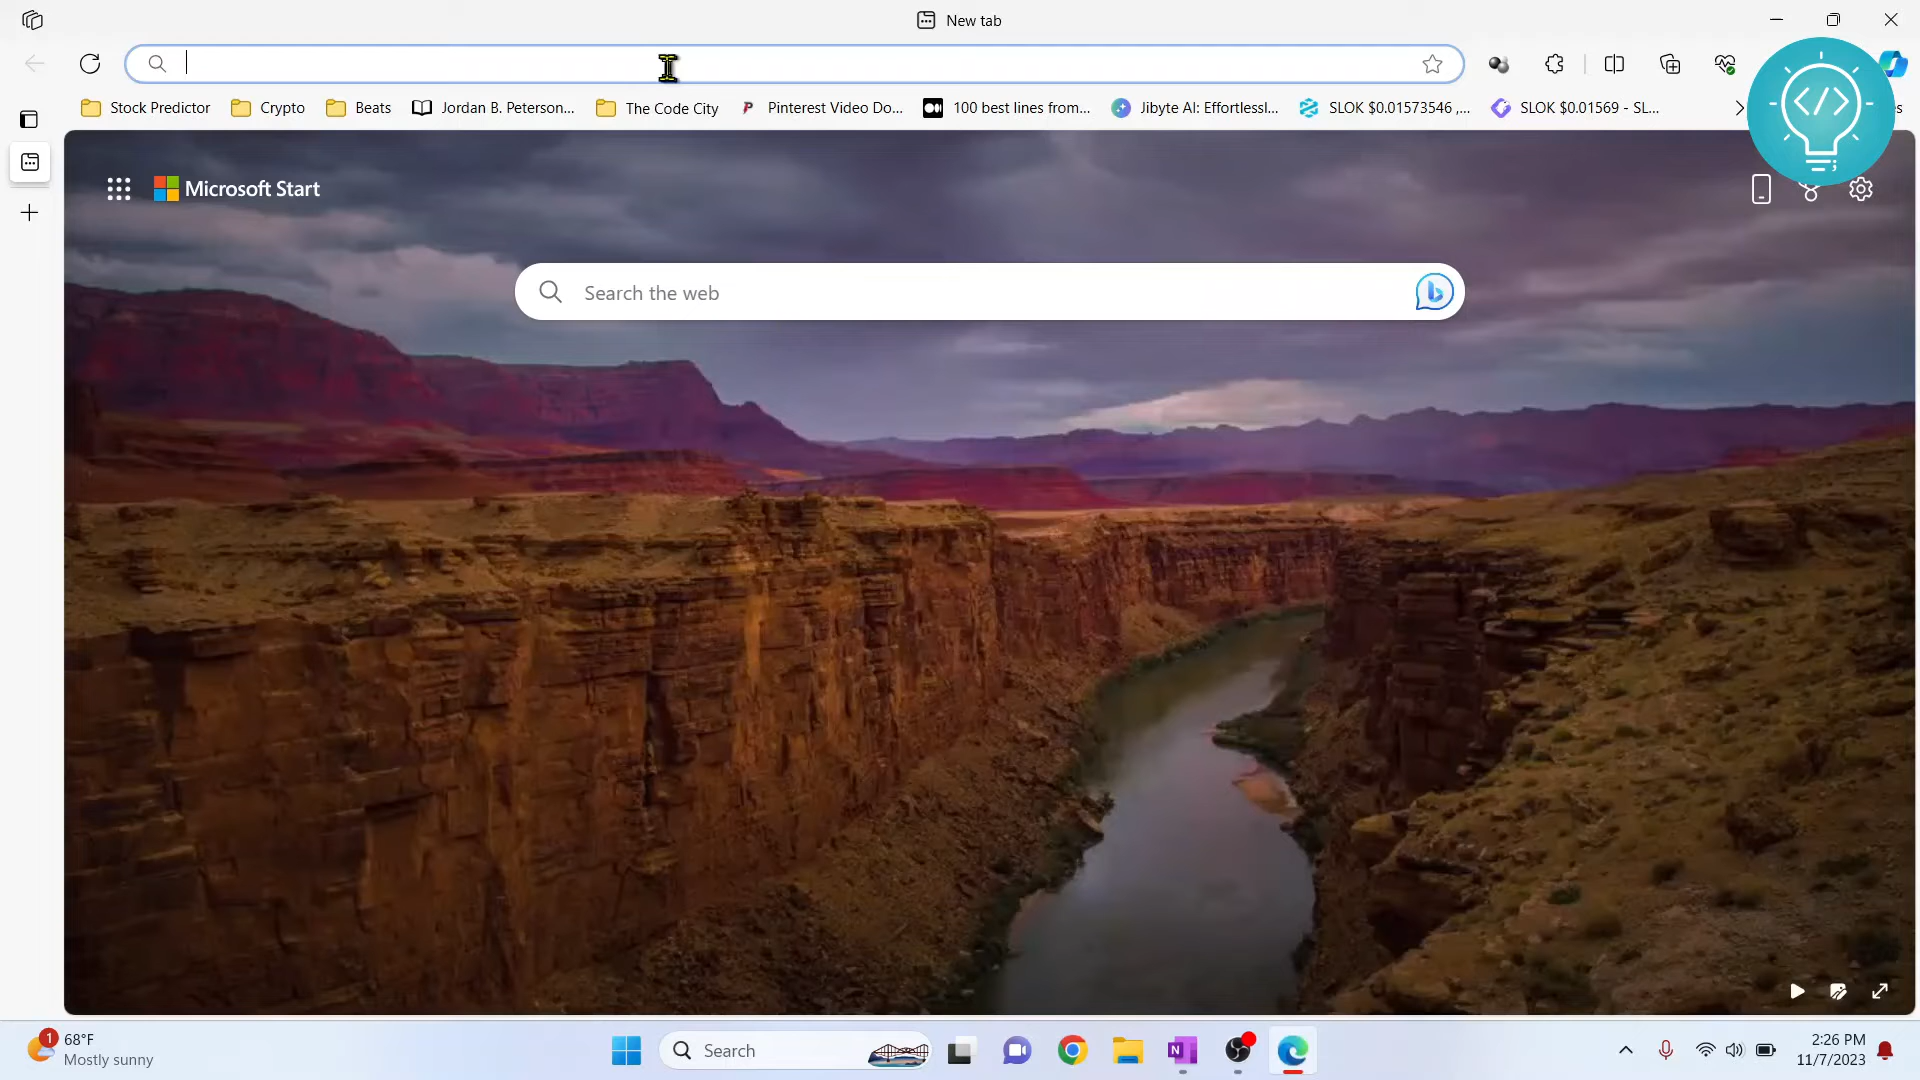 New tab
Stock Predictor
Crypto
Beats
Jordan B. Peterson...
The Code City
Pinterest Video Do...
100 best lines from...
Jibyte AI: Effortlessl...
SLOK $0.01573546 ,...
SLOK $0.01569 - SL...
es
</>
;
Microsoft Start
Search the web
1
68°F
Mostly sunny
Search
2:26 PM
11/7/2023